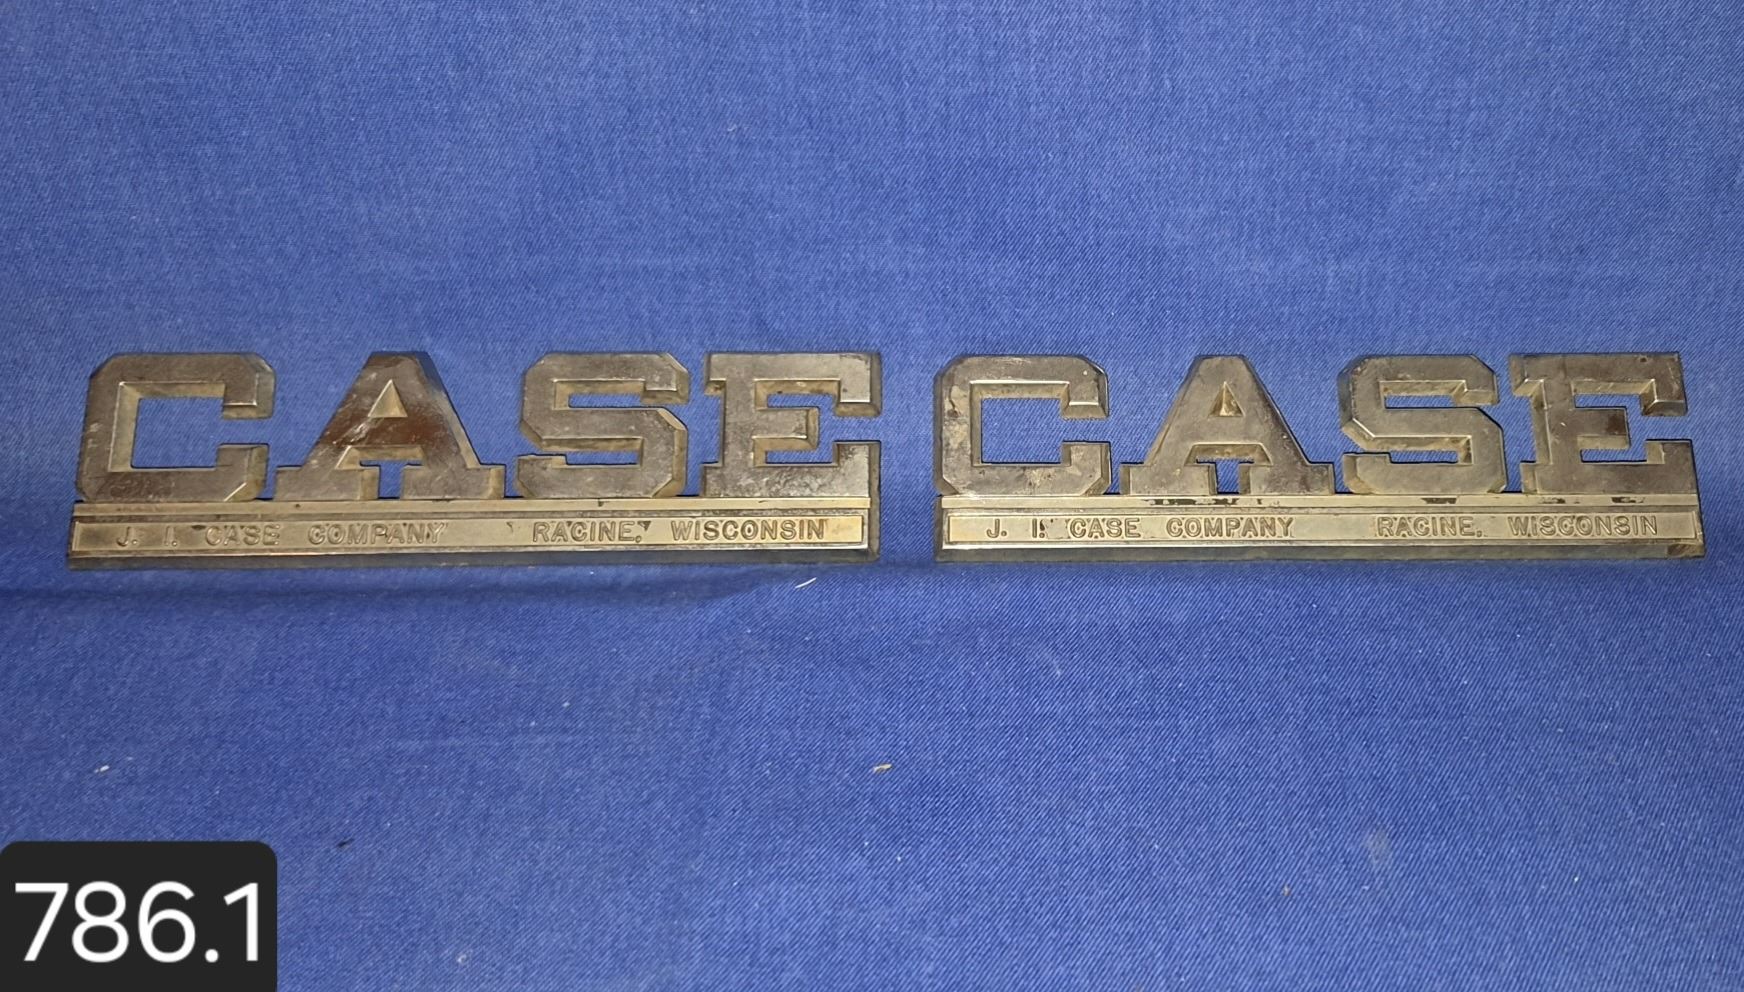 CASE
J. I. CASE COMPANY RACINE, WISCONSIN
CASE
J. I. CASE COMPANY RACINE, WISCONSIN
786.1